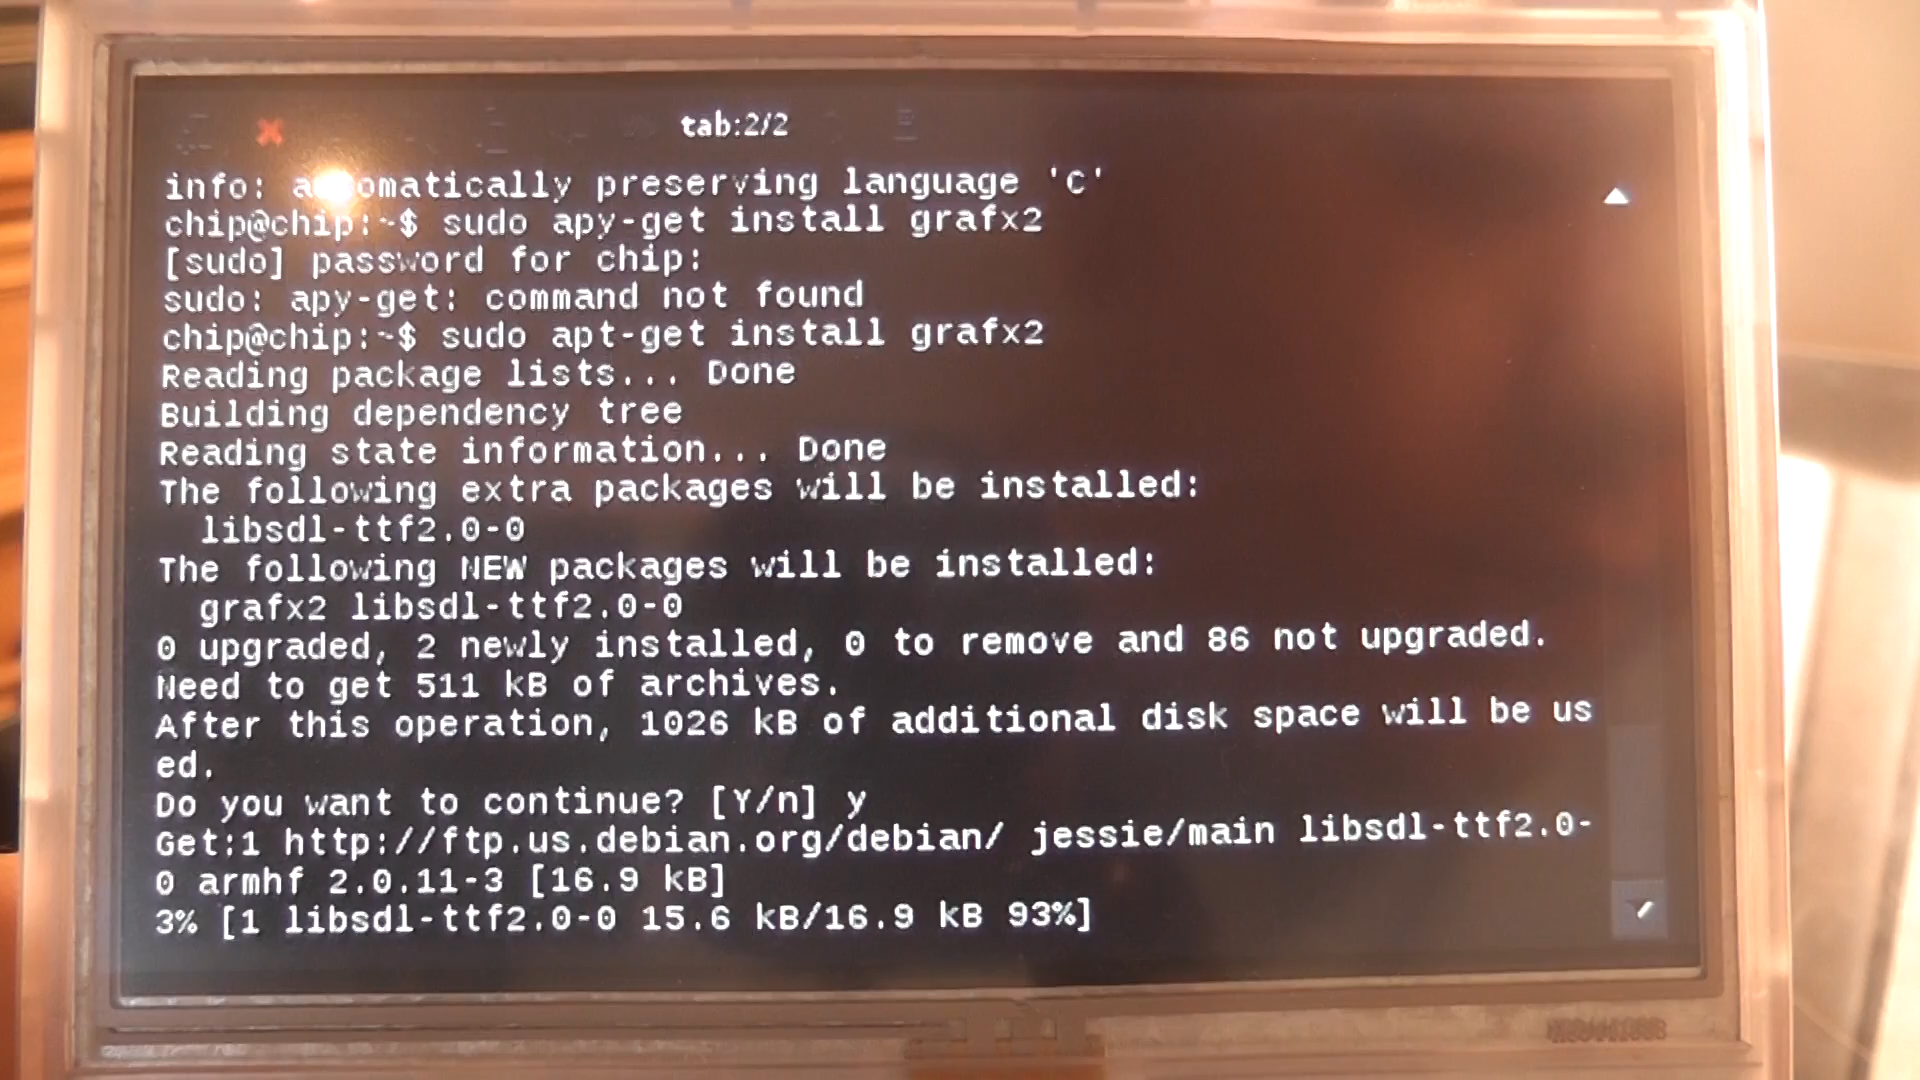 tab:2/2
info: automatically preserving language 'C'
chip@chip:~$ sudo apy-get install grafx2
[sudo] password for chip:
sudo: apy-get: command not found
chip@chip:~$ sudo apt-get install grafx2
Reading package lists... Done
Building dependency tree
Reading state information... Done
The following extra packages will be installed:
  libsdl-ttf2.0-0
The following NEW packages will be installed:
  grafx2 libsdl-ttf2.0-0
0 upgraded, 2 newly installed, 0 to remove and 86 not upgraded.
Need to get 511 kB of archives.
After this operation, 1026 kB of additional disk space will be us
ed.
Do you want to continue? [Y/n] y
Get:1 http://ftp.us.debian.org/debian/ jessie/main libsdl-ttf2.0-
0 armhf 2.0.11-3 [16.9 kB]
3% [1 libsdl-ttf2.0-0 15.6 kB/16.9 kB 93%]